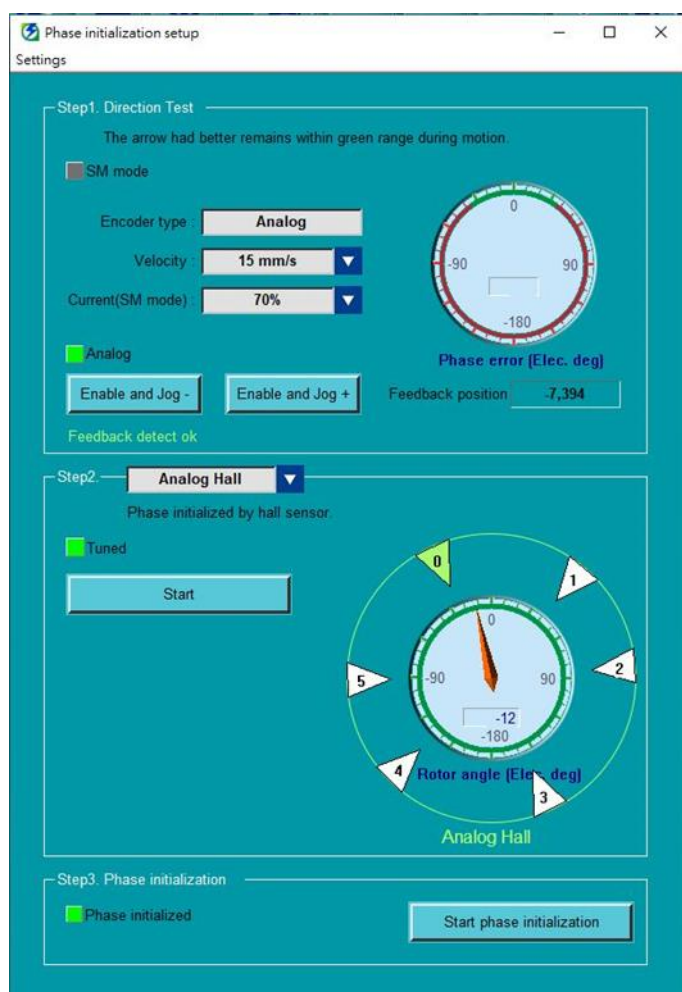 Phase initialization setup
Settings
Step1. Direction Test
The arrow had better remains within green range during motion.
SM mode
Encoder type : Analog
Velocity : 15 mm/s
Current(SM mode) : 70%
0
-90 90
-180
Phase error (Elec. deg)
Analog
Enable and Jog - Enable and Jog + Feedback position -7,394
Feedback detect ok
Step2. Analog Hall
Phase initialized by hall sensor.
Tuned
Start
0
1
2
3
4
5
0
-90 90
-12
-180
Rotor angle (Elec. deg)
Analog Hall
Step3. Phase initialization
Phase initialized
Start phase initialization